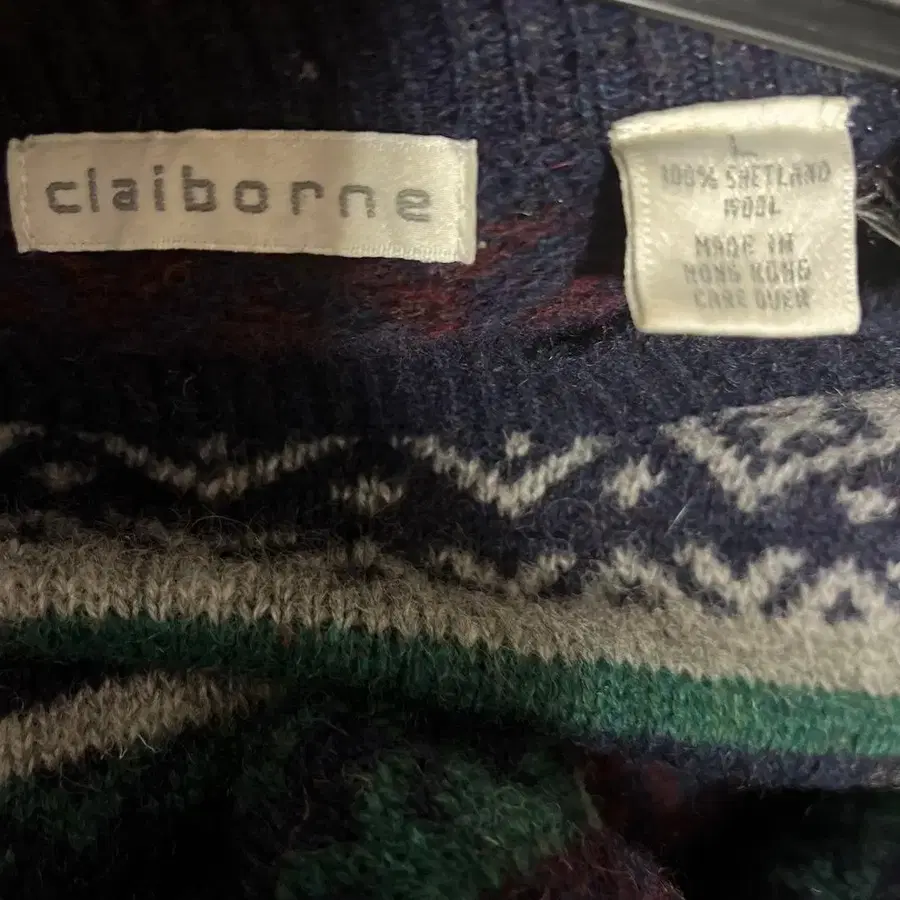 claiborne
L
100% SHETLAND
WOOL
MADE IN
HONG KONG
CARE OVER